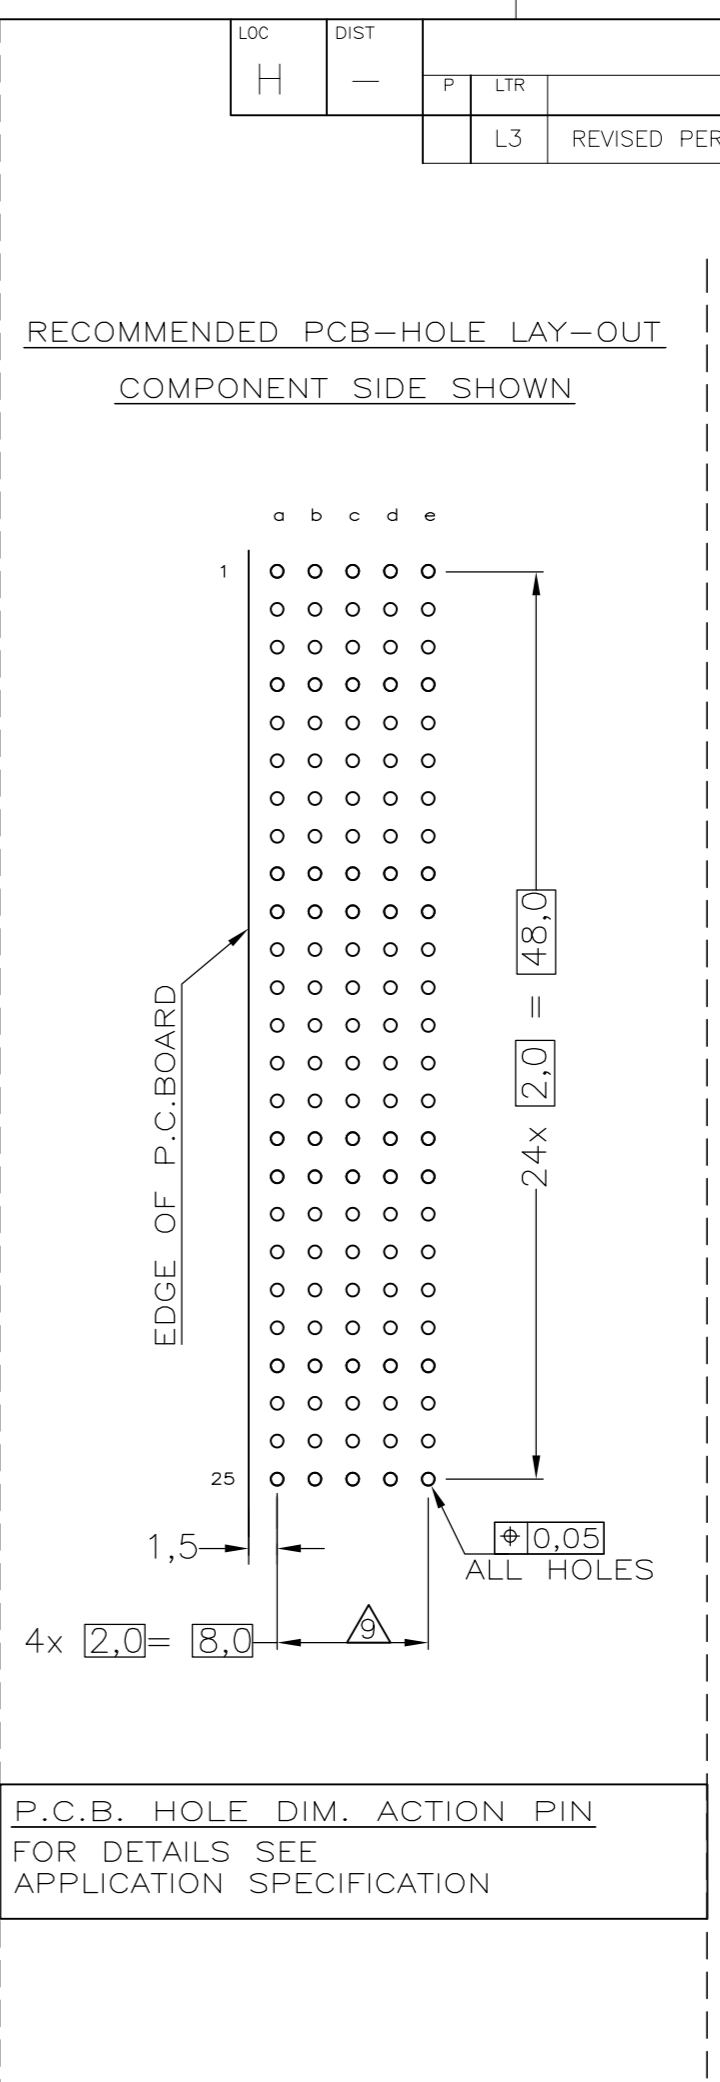 LOC
DIST
H
—
P
LTR
L3
REVISED PER
RECOMMENDED PCB-HOLE LAY-OUT
COMPONENT SIDE SHOWN
a b c d e
1
EDGE OF P.C.BOARD
24x 2,0 = 48,0
25
1,5
0,05
ALL HOLES
4x 2,0= 8,0
9
P.C.B. HOLE DIM. ACTION PIN
FOR DETAILS SEE
APPLICATION SPECIFICATION